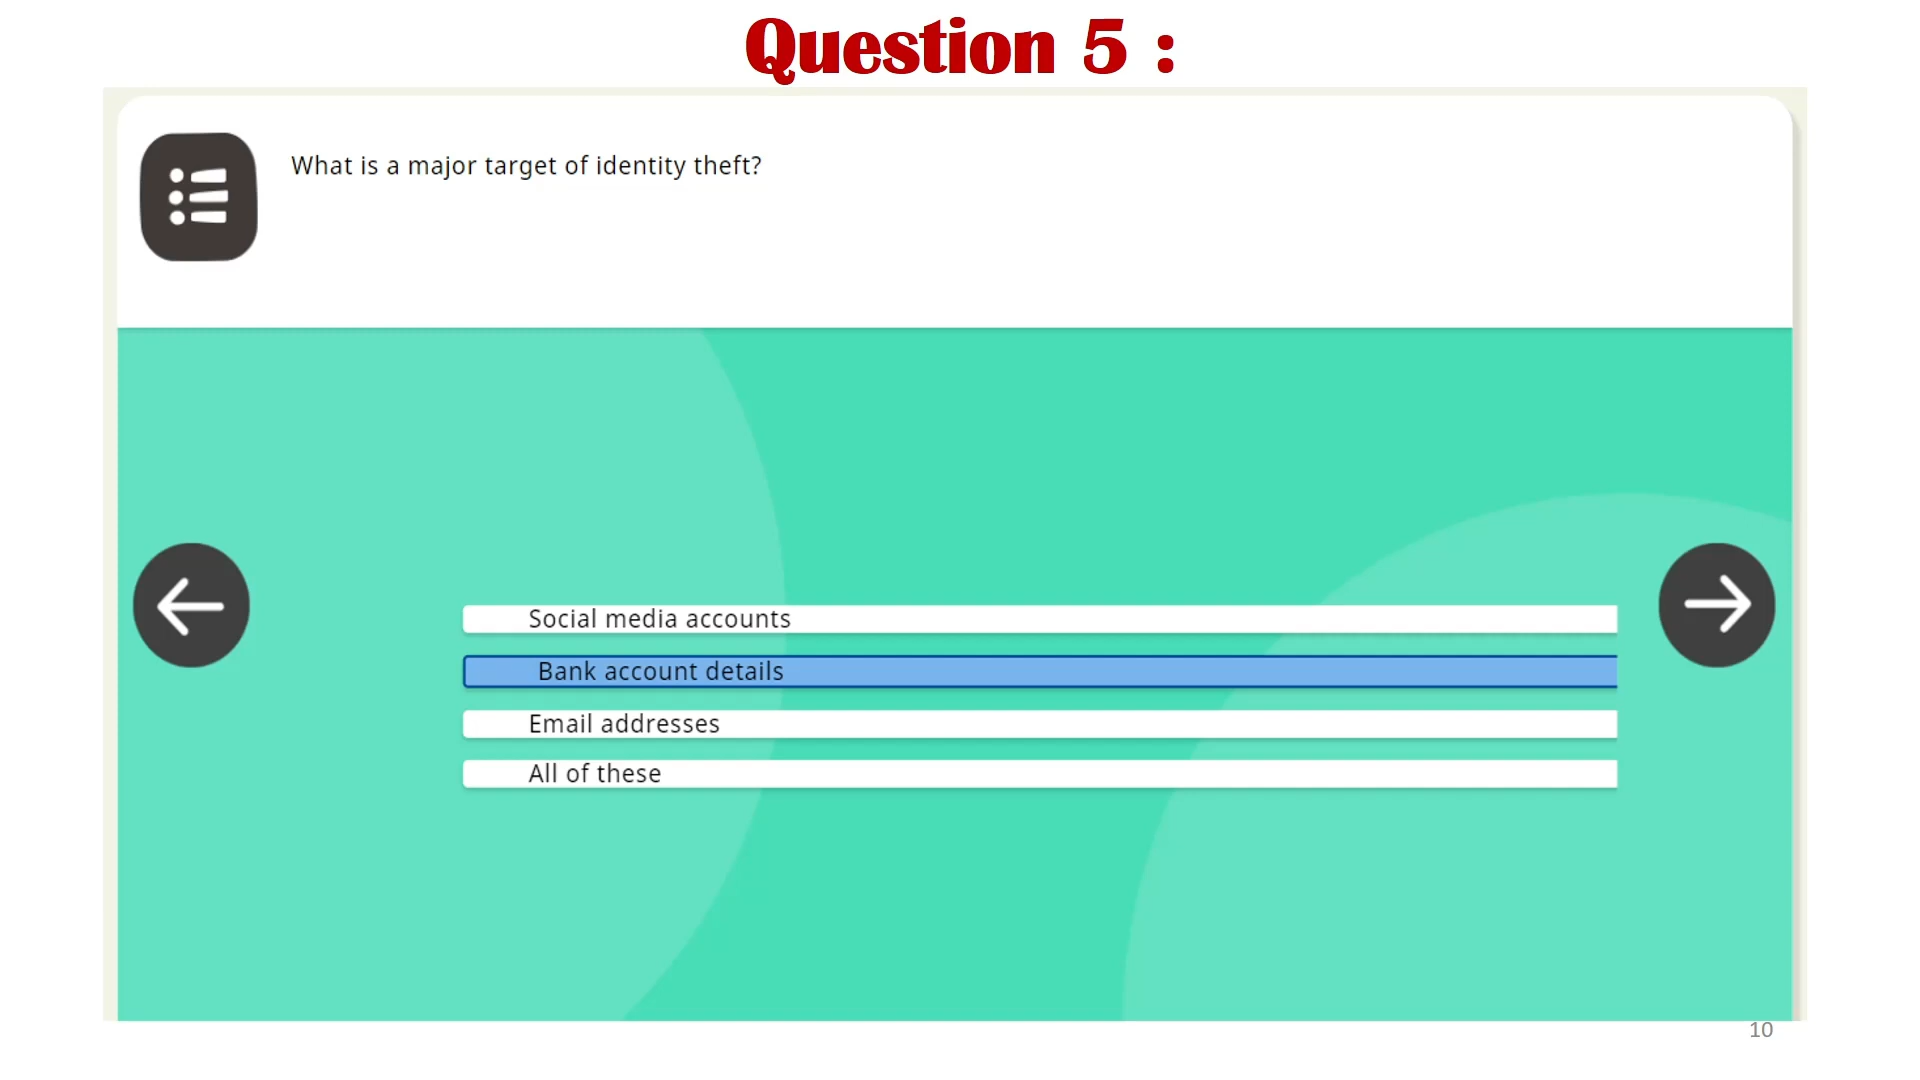 Question 5 :
What is a major target of identity theft?
Social media accounts
Bank account details
Email addresses
All of these
10